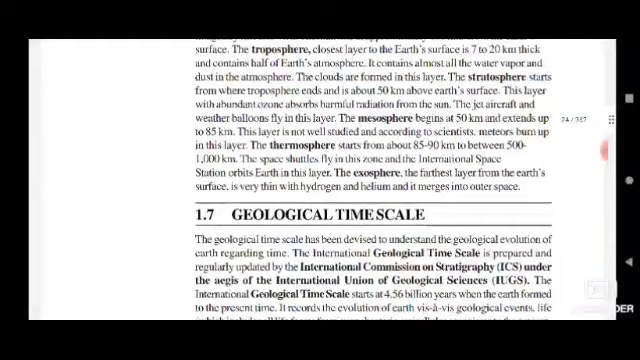 surface. The troposphere, closest layer to the Earth's surface is 7 to 20 km thick
and contains half of Earth's atmosphere. It contains almost all the water vapor and
dust in the atmosphere. The clouds are formed in this layer. The stratosphere starts
from where troposphere ends and is about 50 km above earth's surface. This layer
with abundant ozone absorbs harmful radiation from the sun. The jet aircraft and
weather balloons fly in this layer. The mesosphere begins at 50 km and extends up
to 85 km. This layer is not well studied and according to scientists, meteors burn up
in this layer. The thermosphere starts from about 85-90 km to between 500-
1,000 km. The space shuttles fly in this zone and the International Space
Station orbits Earth in this layer. The exosphere, the farthest layer from the earth's
surface, is very thin with hydrogen and helium and it merges into outer space.
1.7 GEOLOGICAL TIME SCALE
The geological time scale has been devised to understand the geological evolution of
earth regarding time. The International Geological Time Scale is prepared and
regularly updated by the International Commission on Stratigraphy (ICS) under
the aegis of the International Union of Geological Sciences (IUGS). The
International Geological Time Scale starts at 4.56 billion years when the earth formed
to the present time. It records the evolution of earth vis-à-vis geological events, life